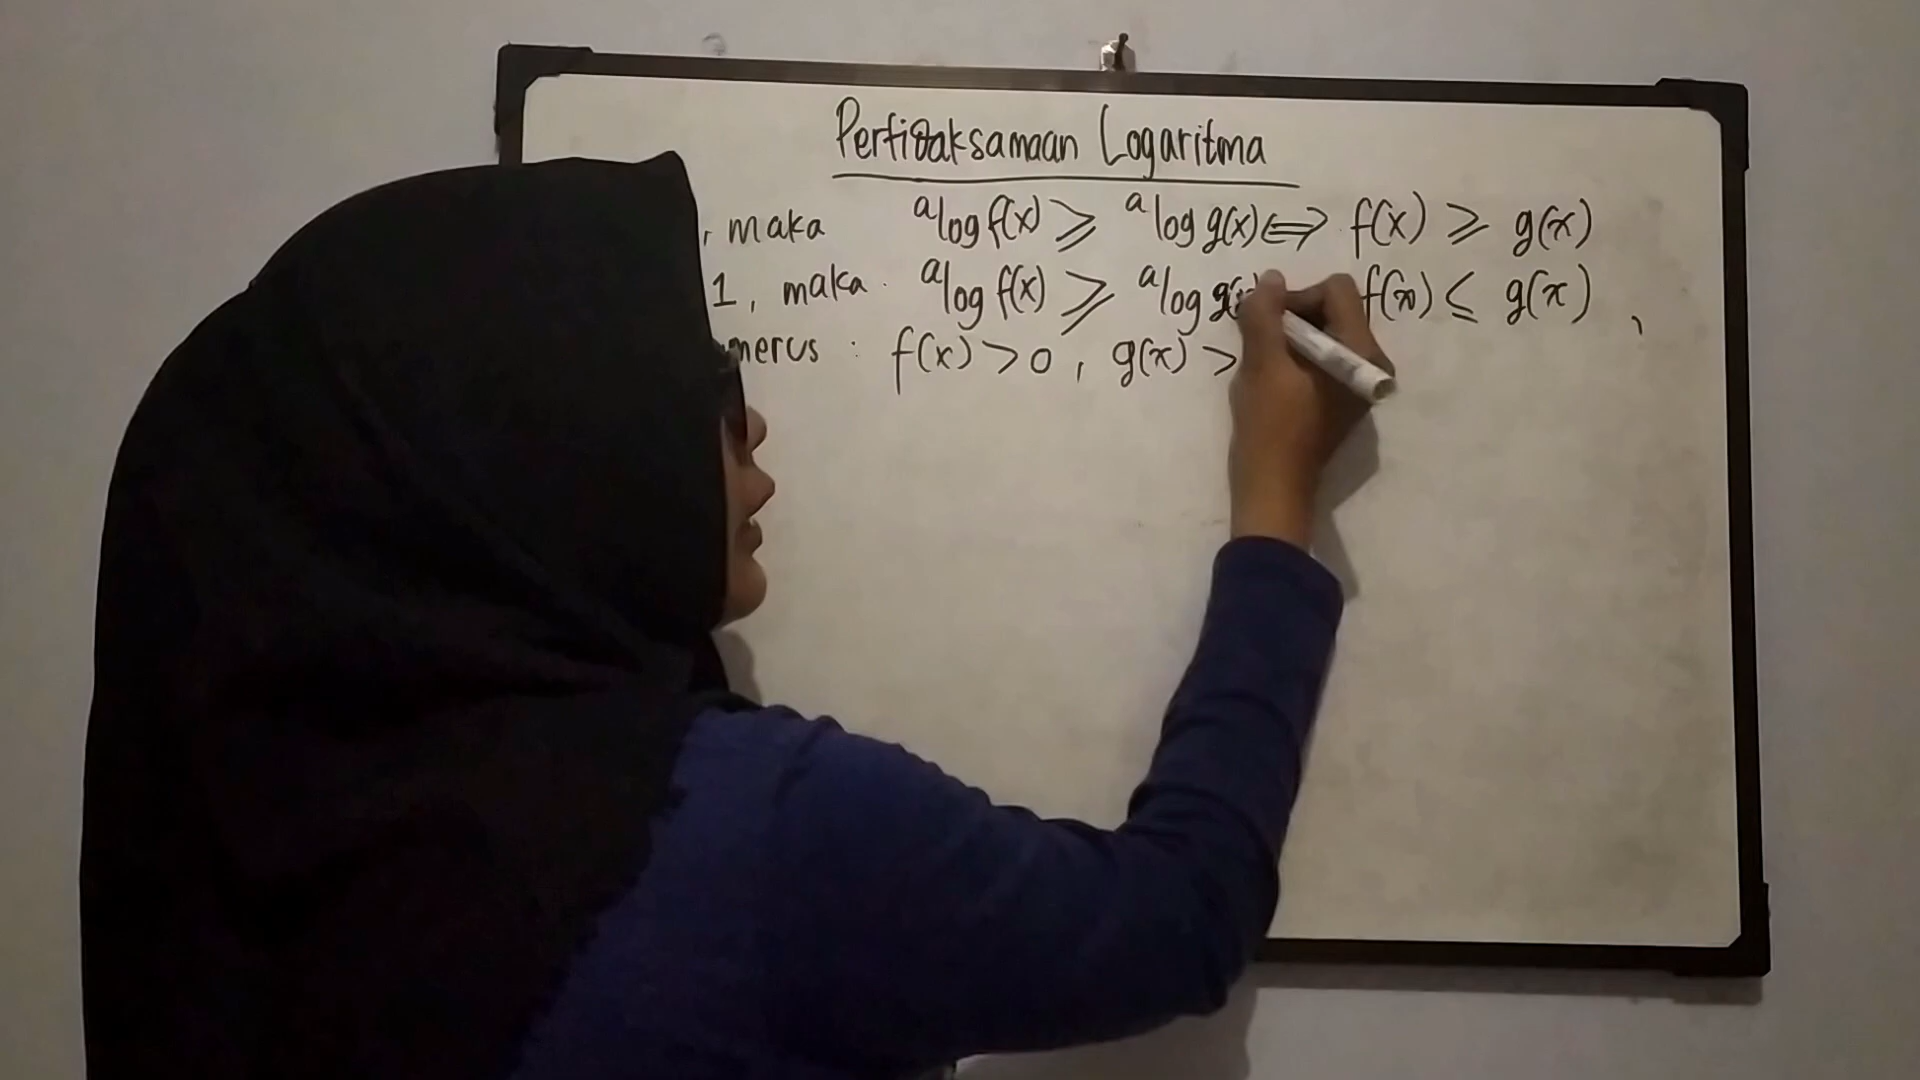 Pertidaksamaan Logaritma
, maka ᵃlog f(x) ⩾ ᵃlog g(x) ⟺ f(x) ⩾ g(x)
1, maka ᵃlog f(x) ⩾ ᵃlog g(x) f(x) ≤ g(x) ,
merus : f(x) > 0 , g(x) >